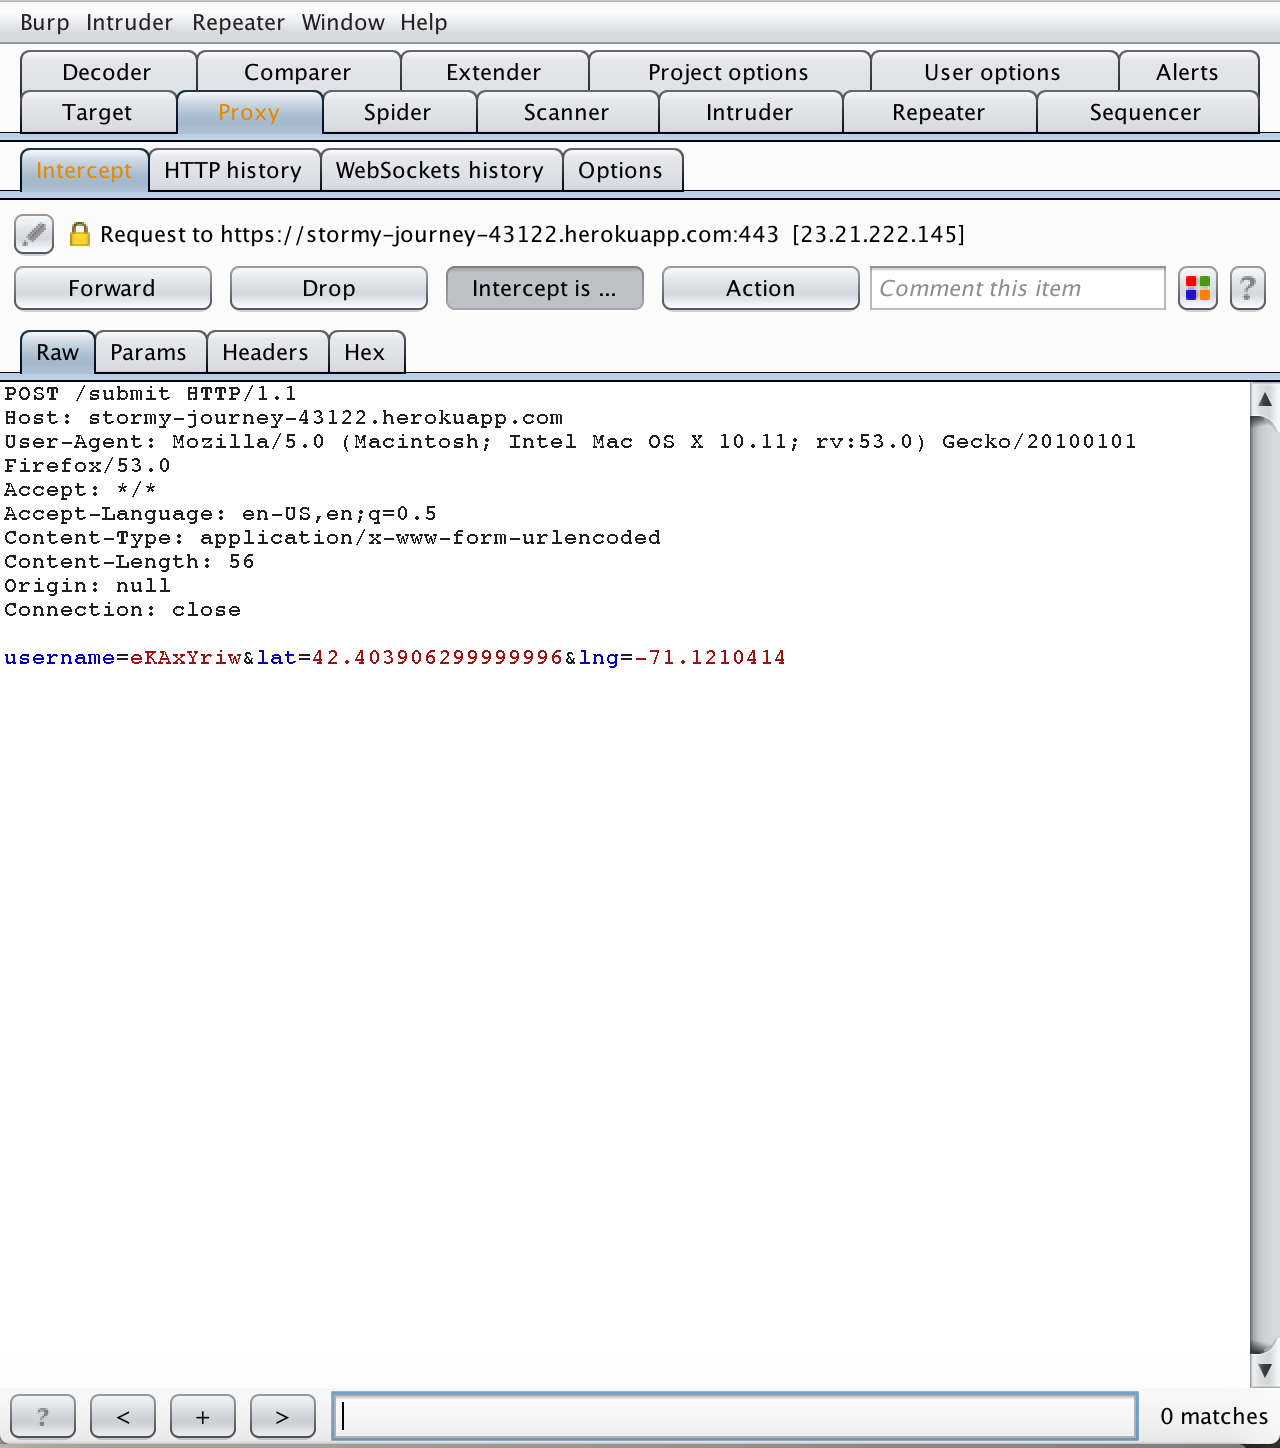 Burp Intruder Repeater Window Help
Decoder Comparer Extender Project options User options Alerts
Target Proxy Spider Scanner Intruder Repeater Sequencer
Intercept HTTP history WebSockets history Options
Request to https://stormy-journey-43122.herokuapp.com:443 [23.21.222.145]
Forward Drop Intercept is ... Action Comment this item ?
Raw Params Headers Hex
POST /submit HTTP/1.1
Host: stormy-journey-43122.herokuapp.com
User-Agent: Mozilla/5.0 (Macintosh; Intel Mac OS X 10.11; rv:53.0) Gecko/20100101
Firefox/53.0
Accept: */*
Accept-Language: en-US,en;q=0.5
Content-Type: application/x-www-form-urlencoded
Content-Length: 56
Origin: null
Connection: close
username=eKAxYriw&lat=42.403906299999996&lng=-71.1210414
? < + > 0 matches